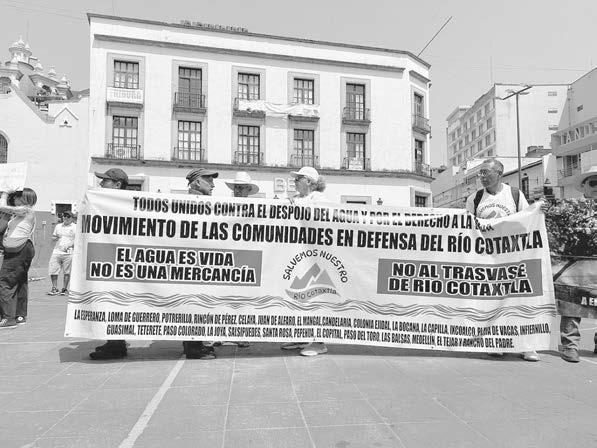 TODOS UNIDOS CONTRA EL DESPOJO DEL AGUA Y POR EL DERECHO A LA
MOVIMIENTO DE LAS COMUNIDADES EN DEFENSA DEL RÍO COTAXTLA
EL AGUA ES VIDA
NO ES UNA MERCANCÍA
SALVEMOS NUESTRO
RÍO COTAXTLA
NO AL TRASVASE
DE RIO COTAXTLA
LA ESPERANZA, LOMA DE GUERRERO, POTRERILLO, RINCÓN DE PÉREZ, CELAYA, JUAN DE ALFARO, EL MANGAL, CANDELARIA, COLONIA EJIDAL, LA BOCANA, LA CAPILLA, INCOALCO, PLAYA DE VACAS, INFIERNILLO,
GUASIMAL, TETERETE, PASO COLORADO, LA JOYA, SALSIPUEDES, SANTA ROSA, PEPEHUA, EL COPITAL, PASO DEL TORO, LAS BALSAS, MEDELLÍN, EL TEJAR Y RANCHO DEL PADRE.